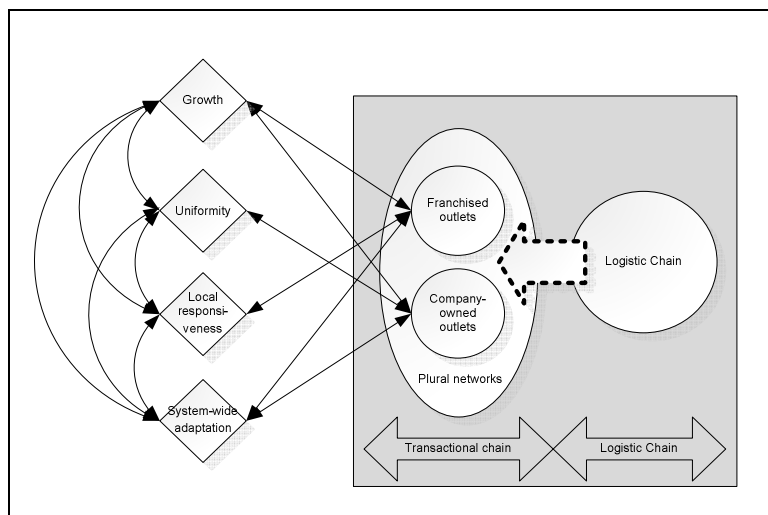 Growth
Uniformity
Local
responsi-
veness
System-wide
adaptation
Franchised
outlets
Company-
owned
outlets
Plural networks
Logistic Chain
Transactional chain
Logistic Chain